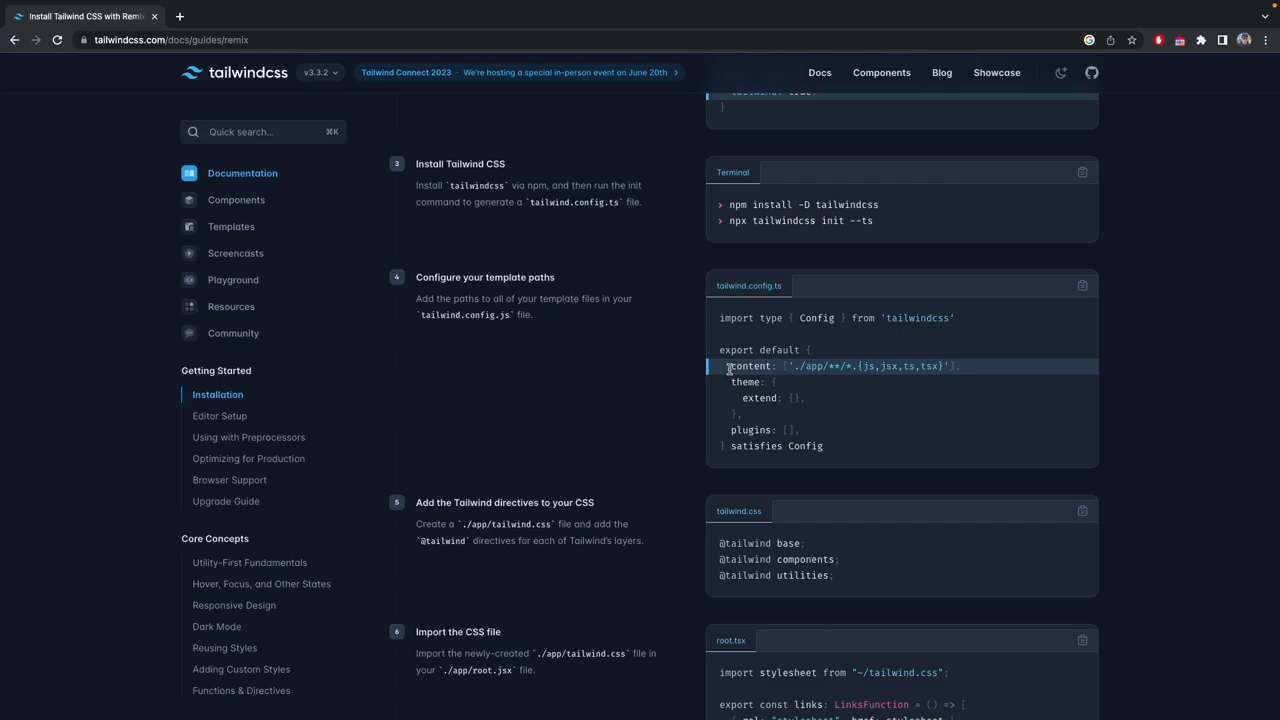 Install Tailwind CSS with Remix
tailwindcss.com/docs/guides/remix
tailwindcss
v3.3.2
Tailwind Connect 2023 · We're hosting a special in-person event on June 20th
Docs
Components
Blog
Showcase
Quick search...
⌘K
Documentation
Components
Templates
Screencasts
Playground
Resources
Community
Getting Started
Installation
Editor Setup
Using with Preprocessors
Optimizing for Production
Browser Support
Upgrade Guide
Core Concepts
Utility-First Fundamentals
Hover, Focus, and Other States
Responsive Design
Dark Mode
Reusing Styles
Adding Custom Styles
Functions & Directives
}
3
Install Tailwind CSS
Install `tailwindcss` via npm, and then run the init
command to generate a `tailwind.config.ts` file.
Terminal
> npm install -D tailwindcss
> npx tailwindcss init --ts
4
Configure your template paths
Add the paths to all of your template files in your
`tailwind.config.js` file.
tailwind.config.ts
import type { Config } from 'tailwindcss'
export default {
content: ['./app/**/*.{js,jsx,ts,tsx}'],
theme: {
extend: {},
},
plugins: [],
} satisfies Config
5
Add the Tailwind directives to your CSS
Create a `./app/tailwind.css` file and add the
`@tailwind` directives for each of Tailwind's layers.
tailwind.css
@tailwind base;
@tailwind components;
@tailwind utilities;
6
Import the CSS file
Import the newly-created `./app/tailwind.css` file in
your `./app/root.jsx` file.
root.tsx
import stylesheet from "~/tailwind.css";
export const links: LinksFunction = () => [